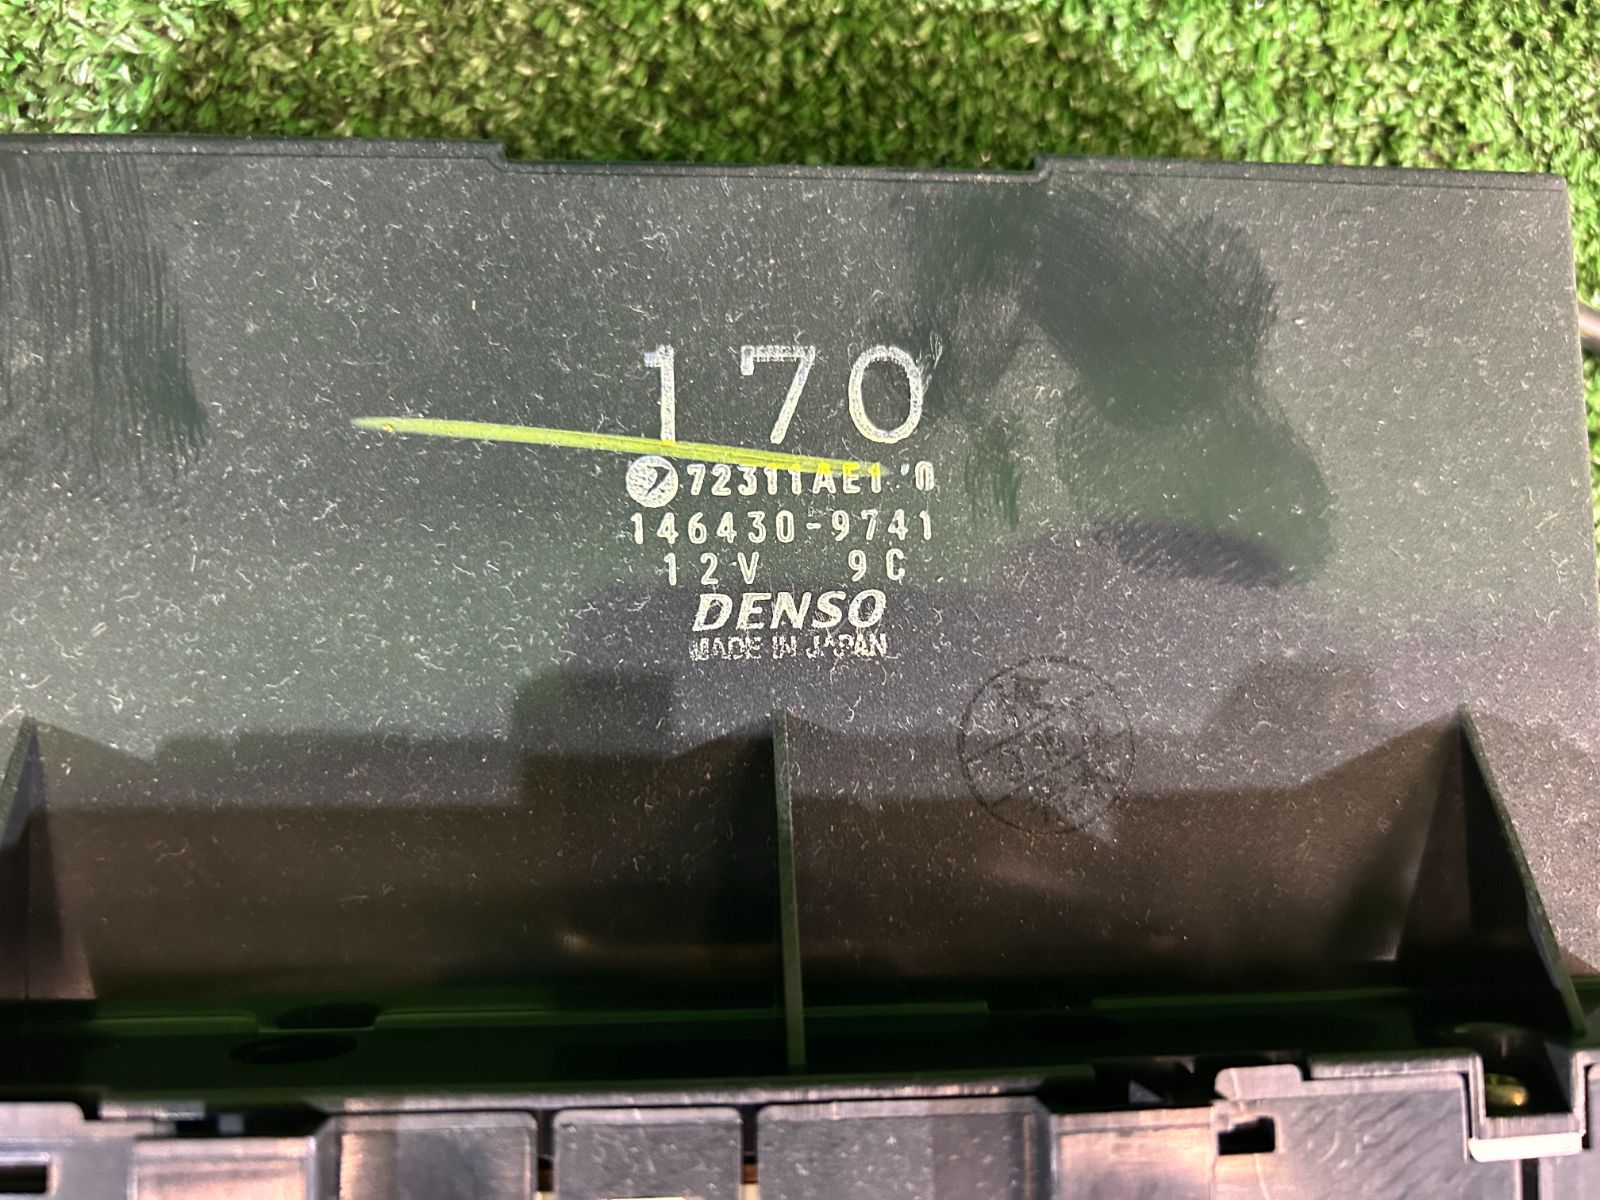 170
72311AE1 0
146430-9741
12V 9C
DENSO
MADE IN JAPAN